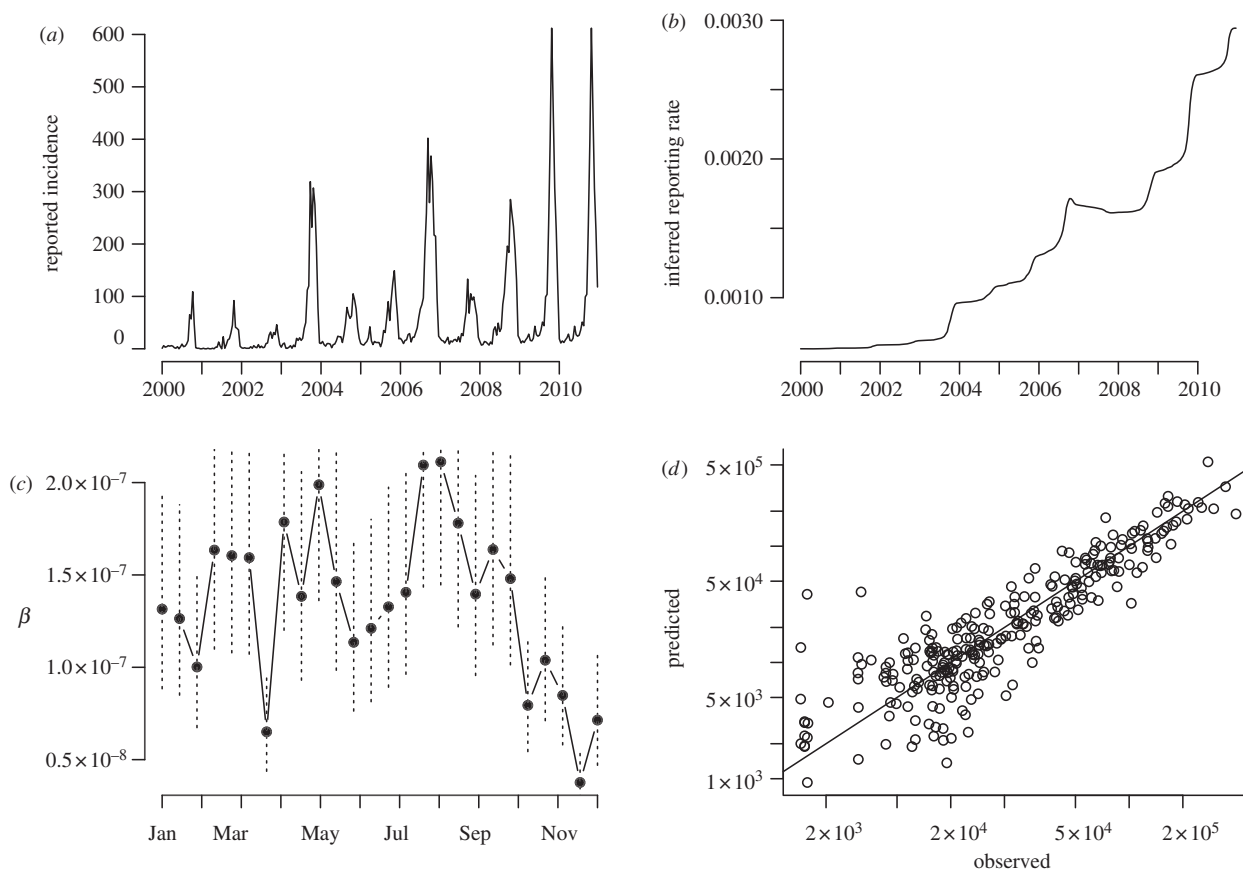 (a)
reported incidence
600
500
400
300
200
100
0
2000 2002 2004 2006 2008 2010
(b)
inferred reporting rate
0.0030
0.0020
0.0010
2000 2002 2004 2006 2008 2010
(c)
β
2.0×10⁻⁷
1.5×10⁻⁷
1.0×10⁻⁷
0.5×10⁻⁸
Jan Mar May Jul Sep Nov
(d)
predicted
5×10⁵
5×10⁴
5×10³
1×10³
2×10³ 2×10⁴ 5×10⁴ 2×10⁵
observed